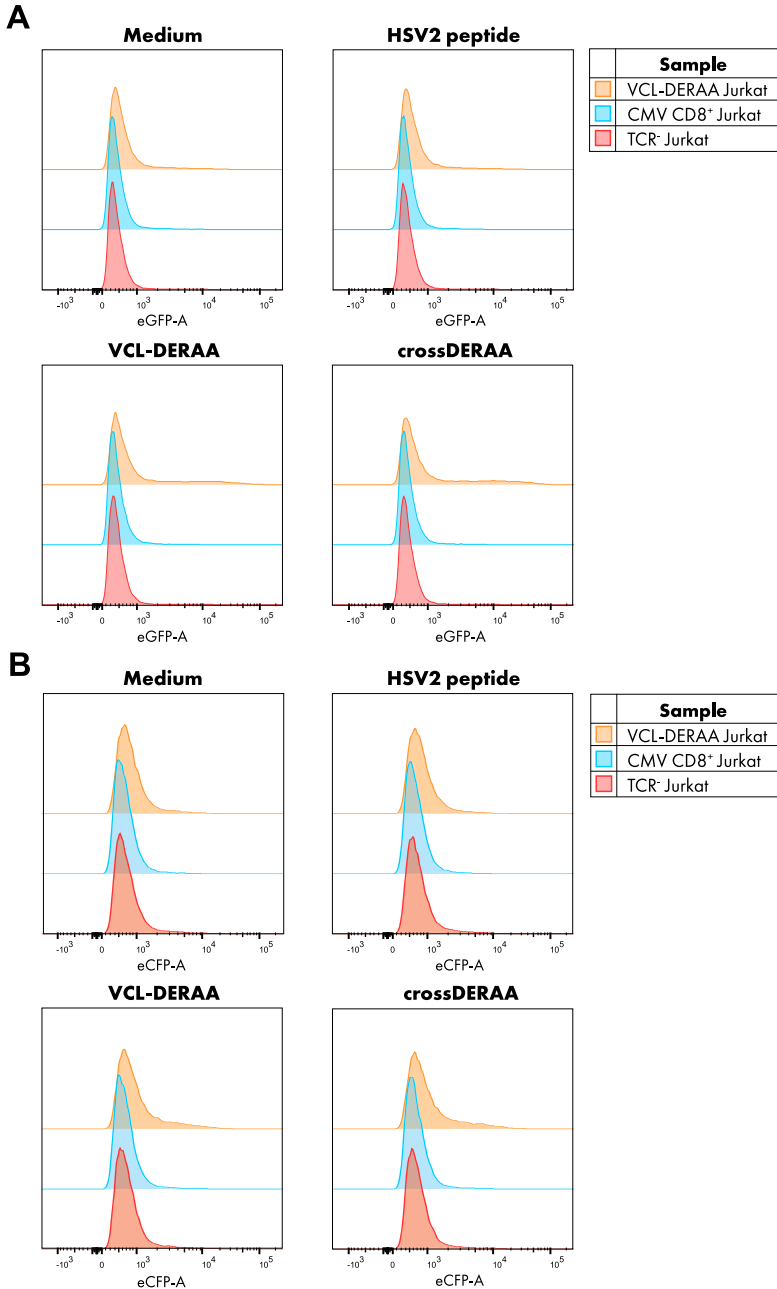 A
Medium
HSV2 peptide
Sample
VCL-DERAA Jurkat
CMV CD8⁺ Jurkat
TCR⁻ Jurkat
-10³ 0 10³ 10⁴ 10⁵
eGFP-A
-10³ 0 10³ 10⁴ 10⁵
eGFP-A
VCL-DERAA
crossDERAA
-10³ 0 10³ 10⁴ 10⁵
eGFP-A
-10³ 0 10³ 10⁴ 10⁵
eGFP-A
B
Medium
HSV2 peptide
Sample
VCL-DERAA Jurkat
CMV CD8⁺ Jurkat
TCR⁻ Jurkat
-10³ 0 10³ 10⁴ 10⁵
eCFP-A
-10³ 0 10³ 10⁴ 10⁵
eCFP-A
VCL-DERAA
crossDERAA
-10³ 0 10³ 10⁴ 10⁵
eCFP-A
-10³ 0 10³ 10⁴ 10⁵
eCFP-A